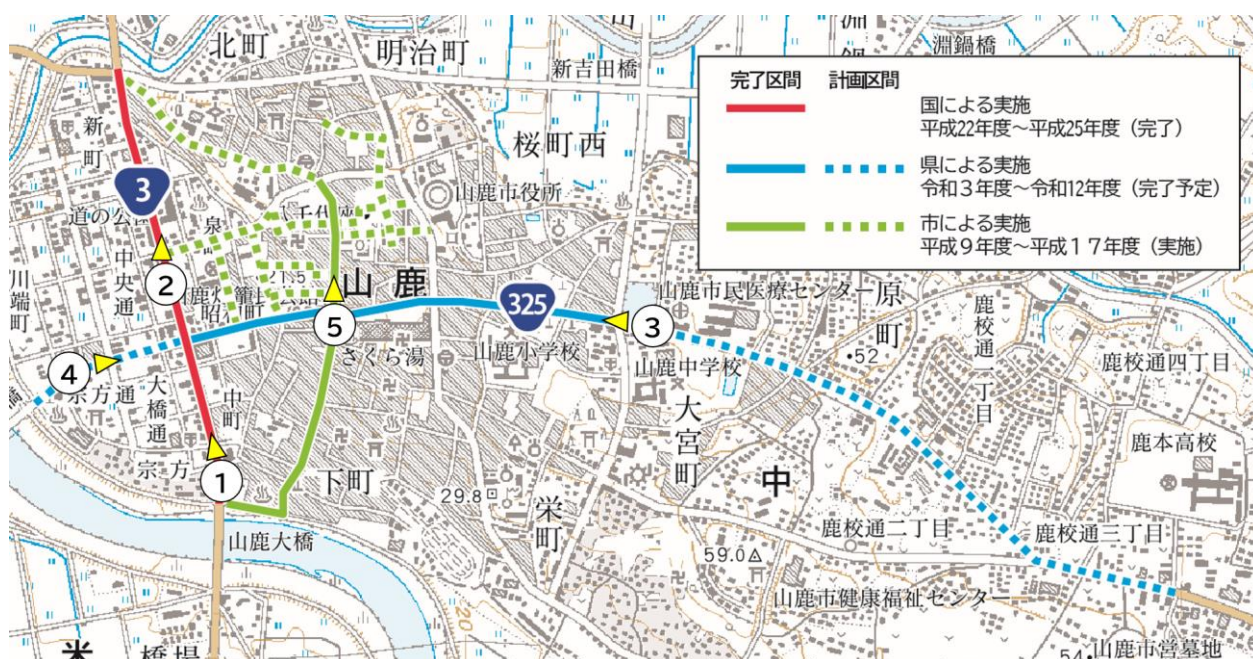 北町
明治町
新吉田橋
淵鍋橋
新町
桜町西
山鹿市役所
3
道の公
泉
八千代座
中央通
②
21.5
山鹿
川端町
⑤
325
③
山鹿市民医療センター
原町
さくら湯
山鹿小学校
山鹿中学校
•52
鹿校通一丁目
鹿校通四丁目
④
宗方通
大橋通
中町
大宮町
鹿本高校
宗方
①
下町
29.8
栄町
中
鹿校通二丁目
鹿校通三丁目
山鹿大橋
59.0
山鹿市健康福祉センター
20
米
橋場
54
山鹿市営墓地
完了区間 計画区間
国による実施
平成22年度～平成25年度（完了）
県による実施
令和３年度～令和12年度（完了予定）
市による実施
平成９年度～平成１７年度（実施）